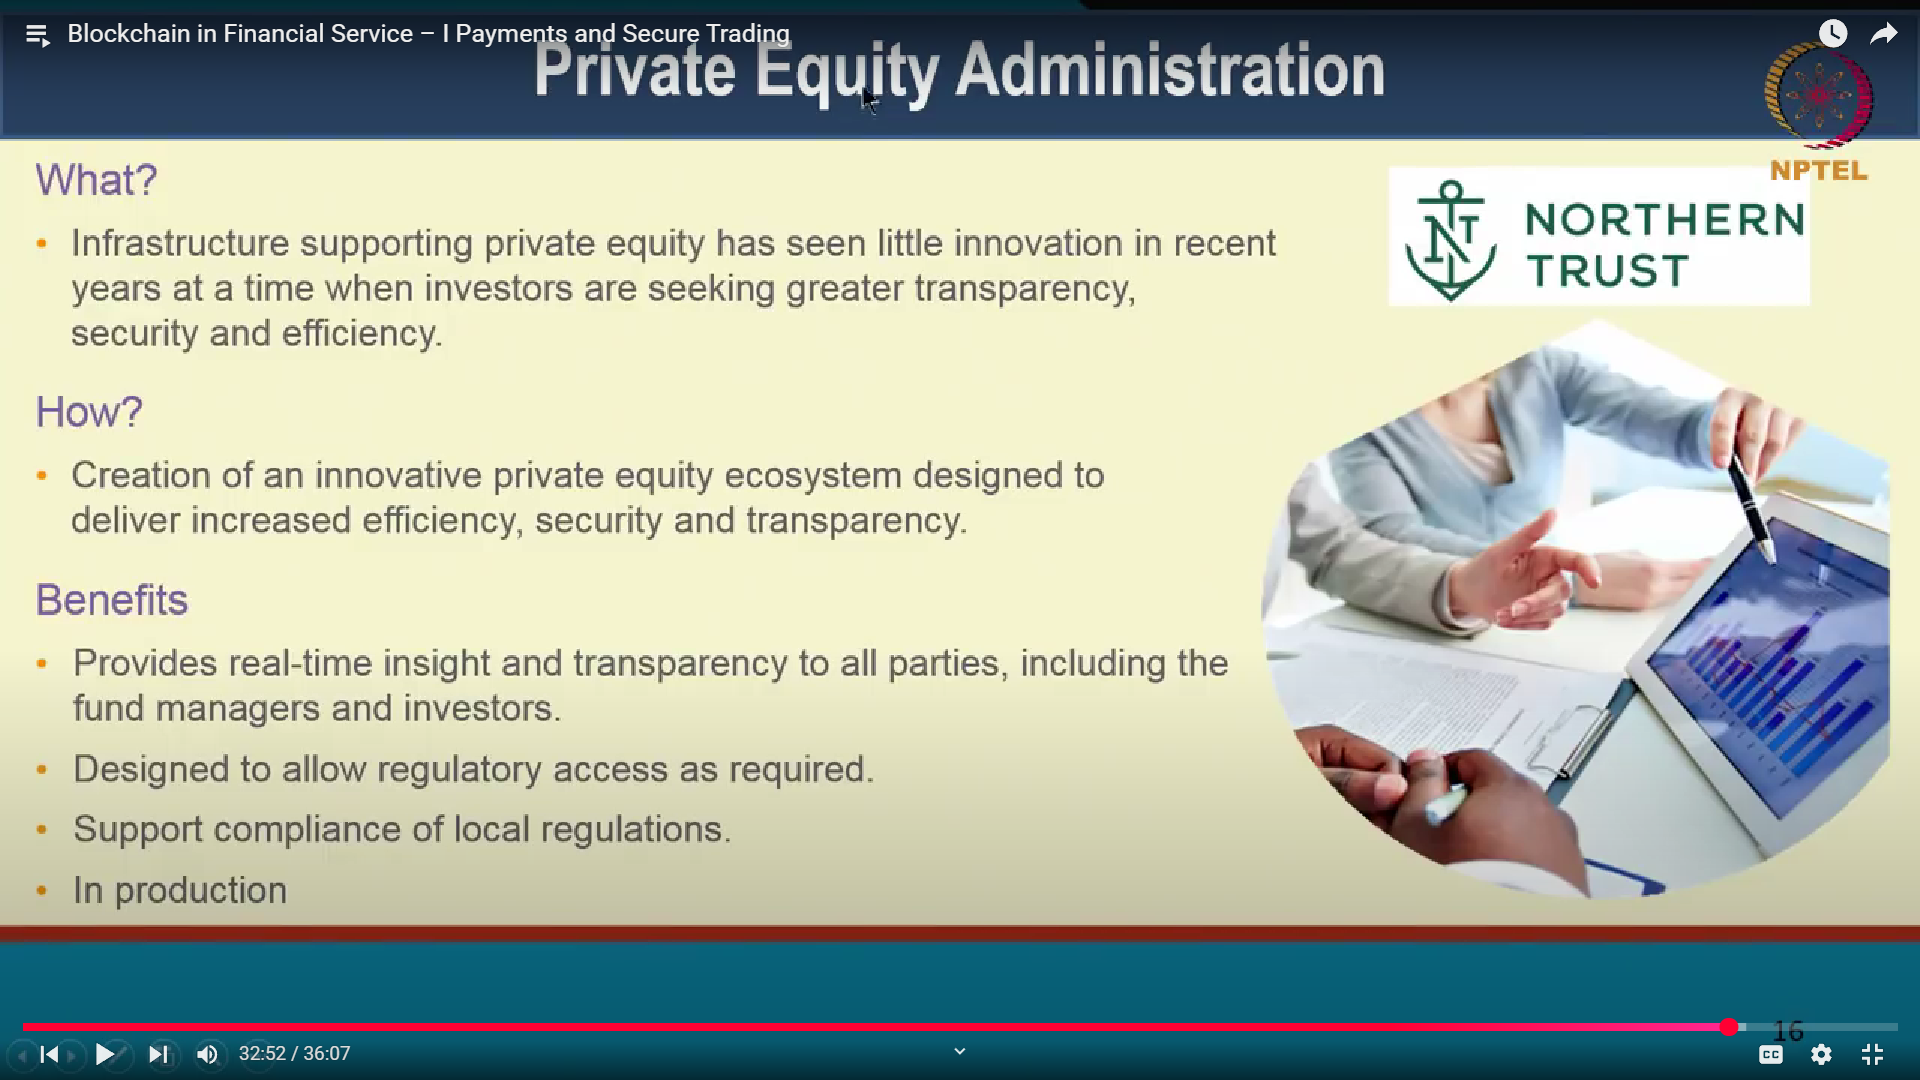 Blockchain in Financial Service – I Payments and Secure Trading
Private Equity Administration
NPTEL
NORTHERN
TRUST
What?
• Infrastructure supporting private equity has seen little innovation in recent
years at a time when investors are seeking greater transparency,
security and efficiency.
How?
• Creation of an innovative private equity ecosystem designed to
deliver increased efficiency, security and transparency.
Benefits
• Provides real-time insight and transparency to all parties, including the
fund managers and investors.
• Designed to allow regulatory access as required.
• Support compliance of local regulations.
• In production
16
32:52 / 36:07
CC